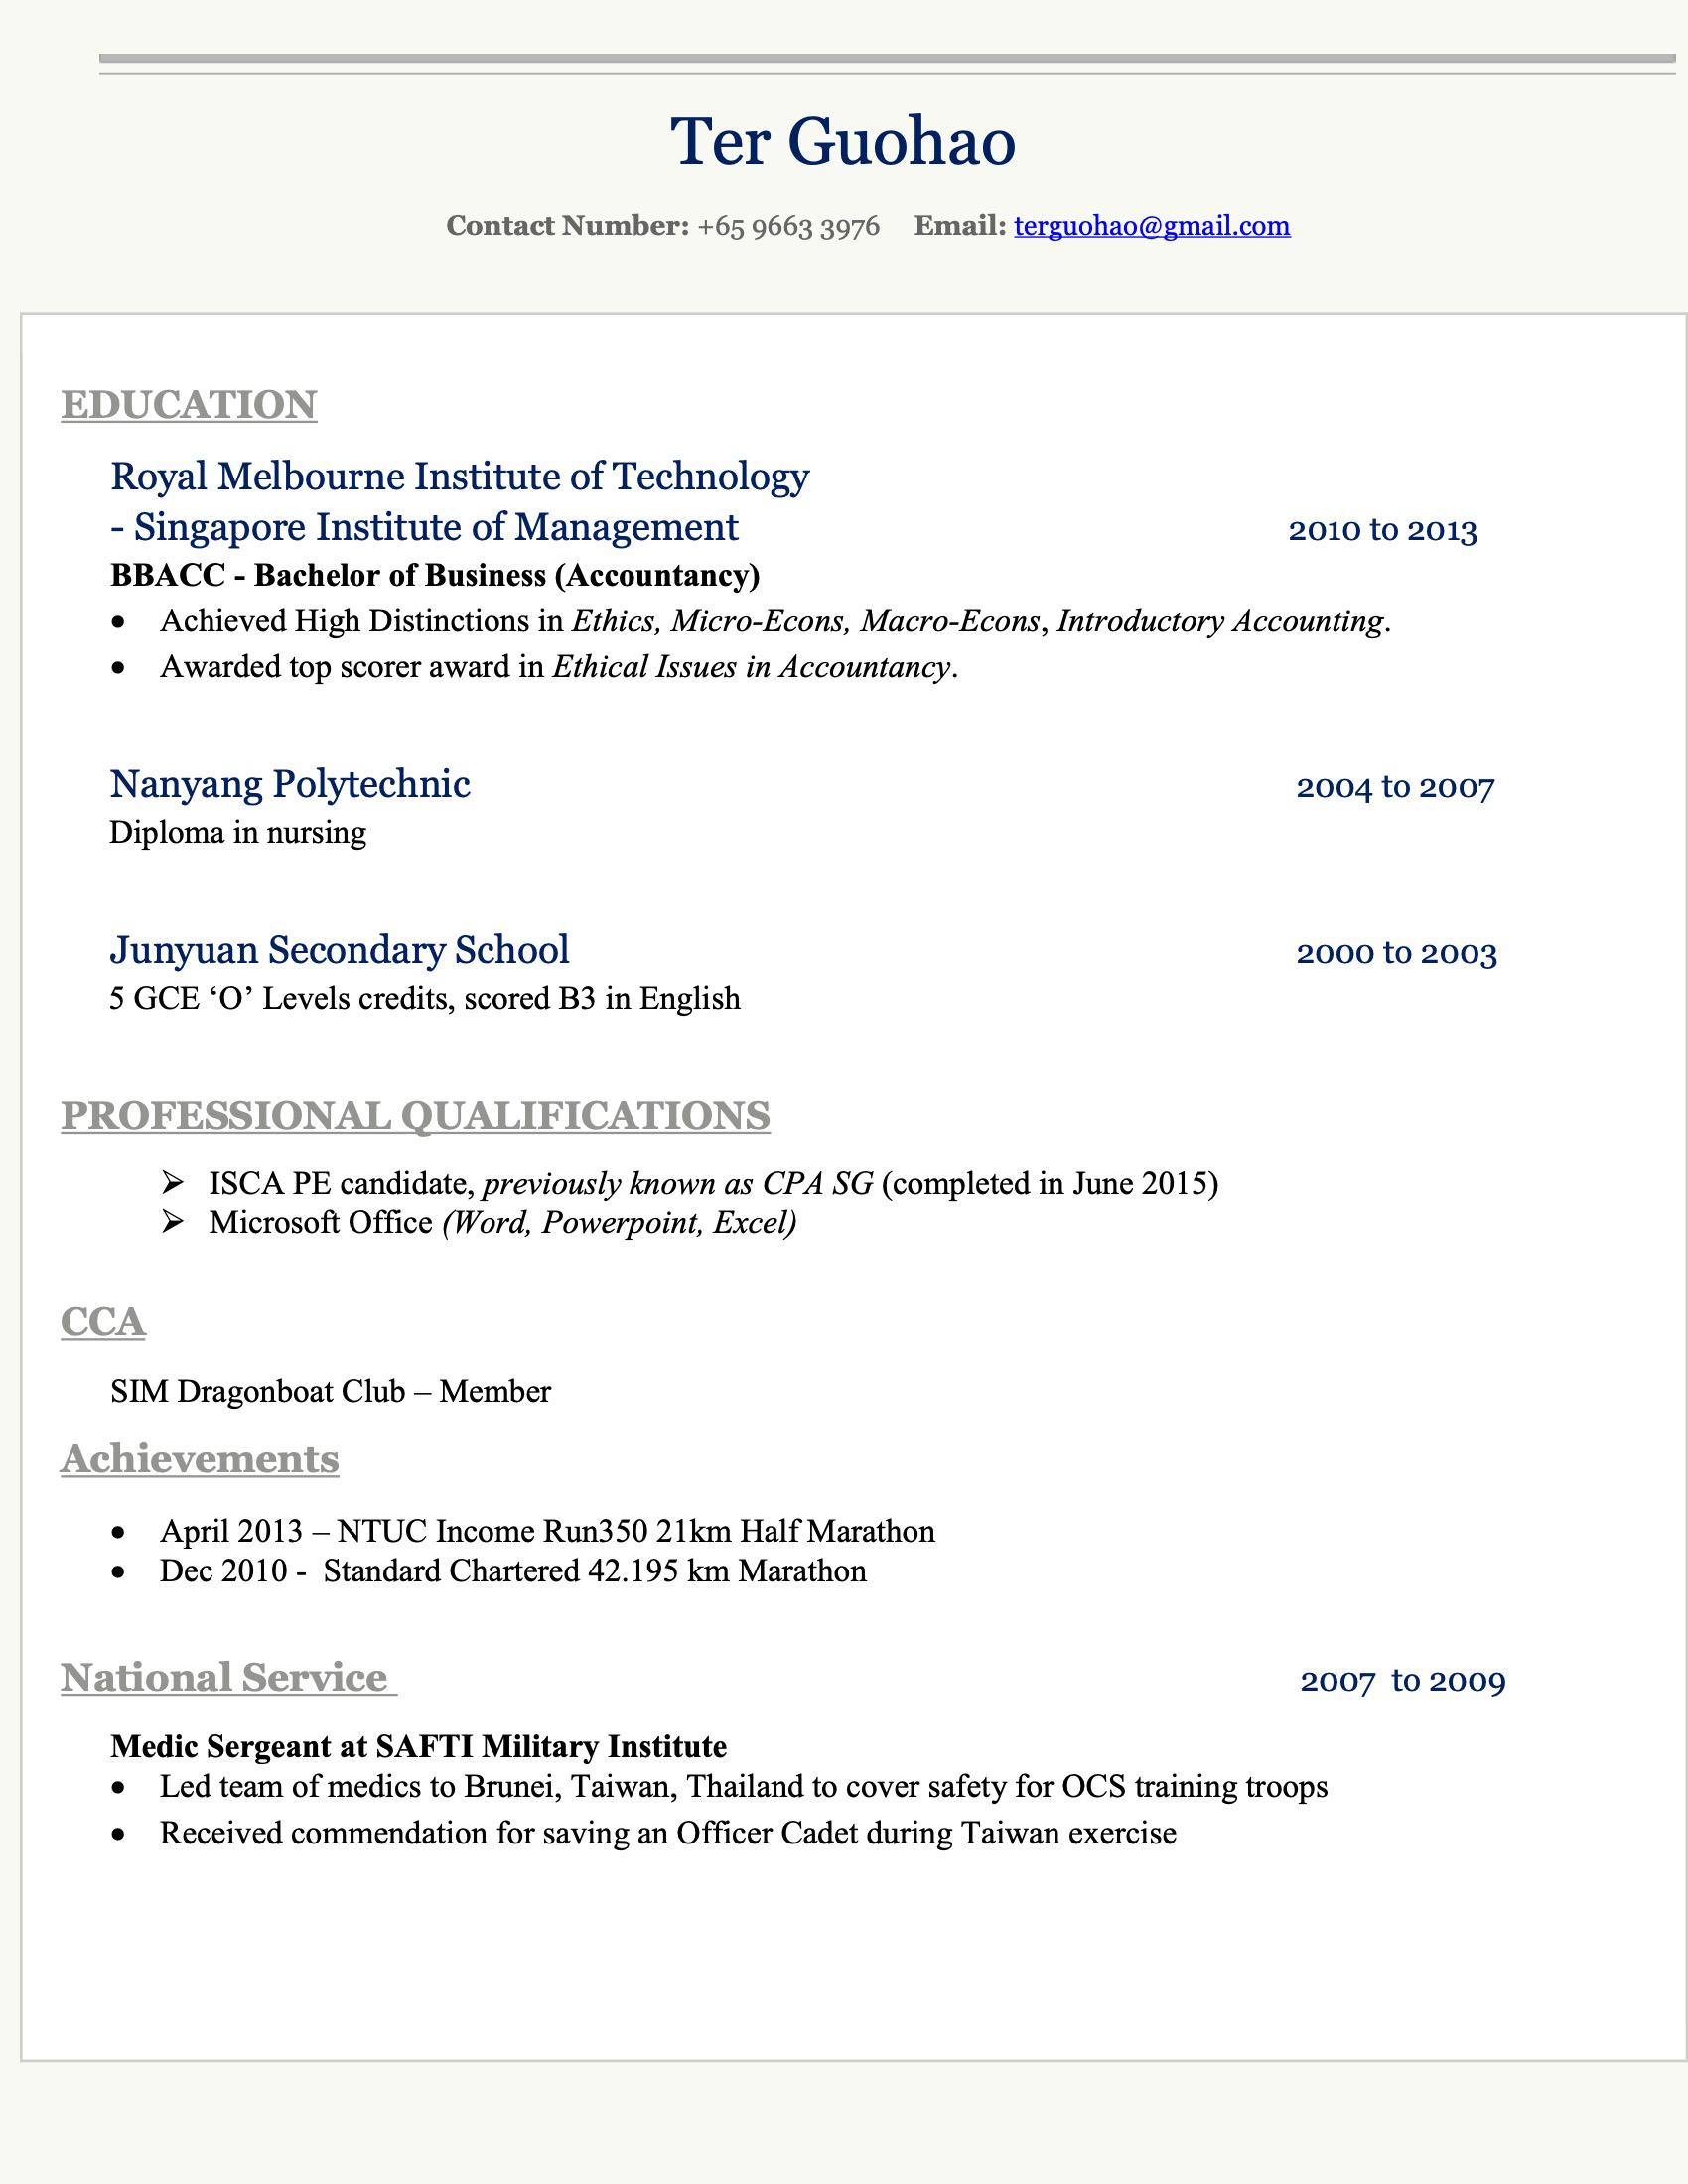 Ter Guohao
Contact Number: +65 9663 3976 Email: terguohao@gmail.com
EDUCATION
Royal Melbourne Institute of Technology
- Singapore Institute of Management 2010 to 2013
BBACC - Bachelor of Business (Accountancy)
• Achieved High Distinctions in Ethics, Micro-Econs, Macro-Econs, Introductory Accounting.
• Awarded top scorer award in Ethical Issues in Accountancy.
Nanyang Polytechnic 2004 to 2007
Diploma in nursing
Junyuan Secondary School 2000 to 2003
5 GCE ‘O’ Levels credits, scored B3 in English
PROFESSIONAL QUALIFICATIONS
➢ ISCA PE candidate, previously known as CPA SG (completed in June 2015)
➢ Microsoft Office (Word, Powerpoint, Excel)
CCA
SIM Dragonboat Club – Member
Achievements
• April 2013 – NTUC Income Run350 21km Half Marathon
• Dec 2010 - Standard Chartered 42.195 km Marathon
National Service 2007 to 2009
Medic Sergeant at SAFTI Military Institute
• Led team of medics to Brunei, Taiwan, Thailand to cover safety for OCS training troops
• Received commendation for saving an Officer Cadet during Taiwan exercise